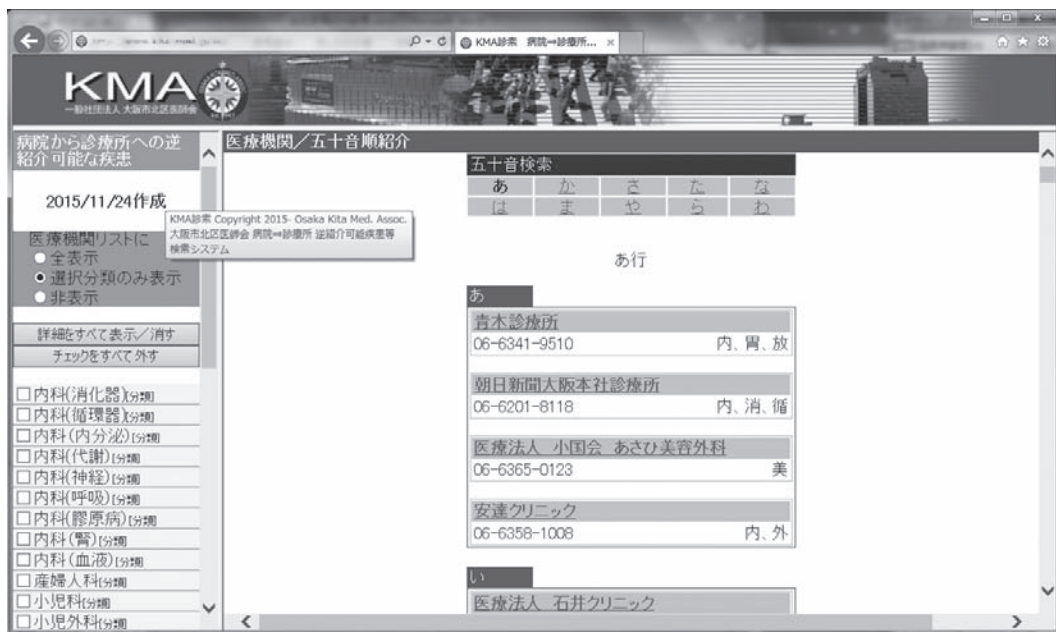 KMA診索 病院⇒診療所...
KMA
一般社団法人 大阪市北区医師会
病院から診療所への逆
紹介可能な疾患
2015/11/24作成
KMA診索 Copyright 2015- Osaka Kita Med. Assoc.
大阪市北区医師会 病院⇒診療所 逆紹介可能疾患等
検索システム
医療機関リストに
全表示
選択分類のみ表示
非表示
詳細をすべて表示／消す
チェックをすべて外す
内科(消化器)[分類]
内科(循環器)[分類]
内科(内分泌)[分類]
内科(代謝)[分類]
内科(神経)[分類]
内科(呼吸)[分類]
内科(膠原病)[分類]
内科(腎)[分類]
内科(血液)[分類]
産婦人科[分類]
小児科[分類]
小児外科[分類]
医療機関／五十音順紹介
五十音検索
あ か さ た な
は ま や ら わ
あ行
あ
青木診療所
06-6341-9510 内、胃、放
朝日新聞大阪本社診療所
06-6201-8118 内、消、循
医療法人 小国会 あさひ美容外科
06-6365-0123 美
安達クリニック
06-6358-1008 内、外
い
医療法人 石井クリニック